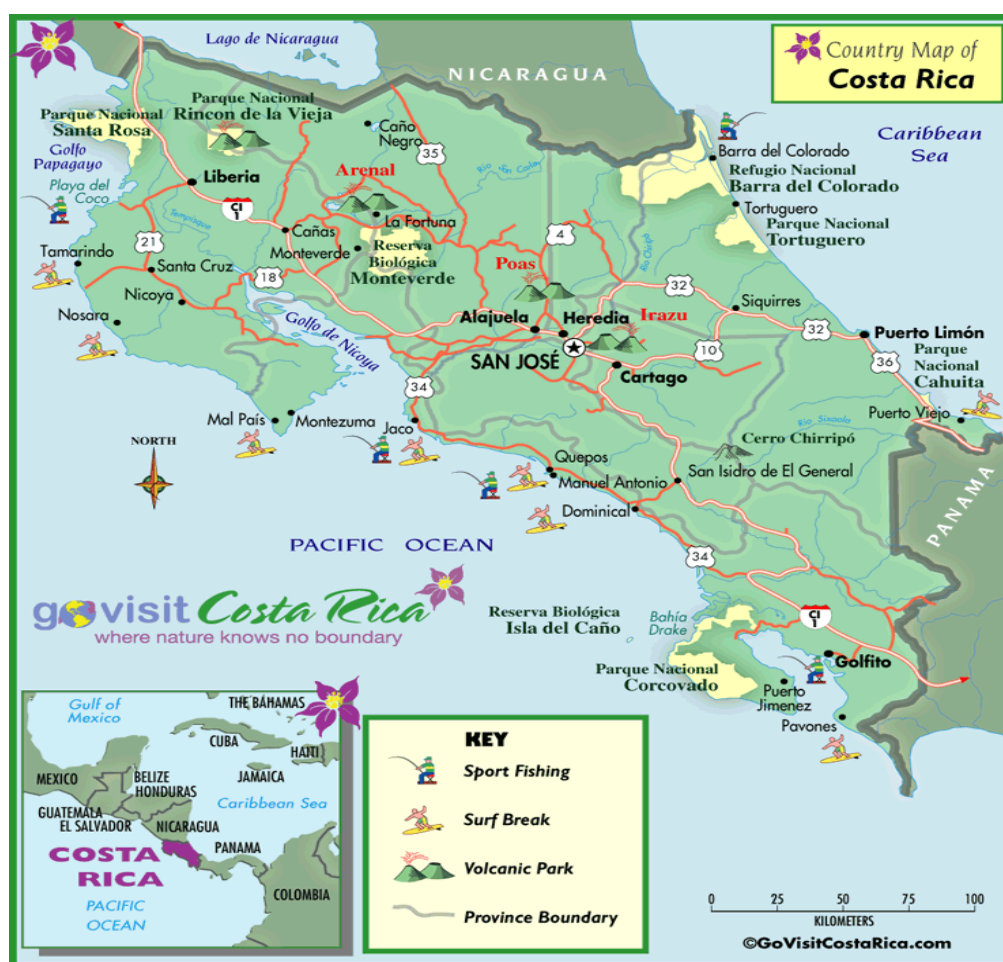 Country Map of
Costa Rica
Lago de Nicaragua
NICARAGUA
Caribbean
Sea
Parque Nacional
Santa Rosa
Parque Nacional
Rincon de la Vieja
Golfo
Papagayo
Playa del
Coco
Liberia
CI
1
Caño
Negro
35
Río San Carlos
Arenal
La Fortuna
Barra del Colorado
Refugio Nacional
Barra del Colorado
Tortuguero
Parque Nacional
Tortuguero
Tempisque
21
Tamarindo
Santa Cruz
Nicoya
Nosara
Cañas
Monteverde
18
Reserva
Biológica
Monteverde
4
Poas
32
Siquirres
32
Puerto Limón
36
Parque
Nacional
Cahuita
Puerto Viejo
Golfo de Nicoya
Alajuela
Heredia
Irazu
SAN JOSÉ
10
Cartago
34
Mal País
Montezuma
Jaco
NORTH
Río Sixaola
Cerro Chirripó
San Isidro de El General
Quepos
Manuel Antonio
Dominical
PANAMA
PACIFIC OCEAN
34
govisit Costa Rica
where nature knows no boundary
Reserva Biológica
Isla del Caño
Bahía
Drake
CI
1
Golfito
Parque Nacional
Corcovado
Puerto
Jimenez
Pavones
Gulf of
Mexico
THE BAHAMAS
CUBA
HAITI
MEXICO
BELIZE
HONDURAS
JAMAICA
Caribbean Sea
GUATEMALA
EL SALVADOR
NICARAGUA
COSTA
RICA
PANAMA
PACIFIC
OCEAN
COLOMBIA
KEY
Sport Fishing
Surf Break
Volcanic Park
Province Boundary
0 25 50 75 100
KILOMETERS
©GoVisitCostaRica.com